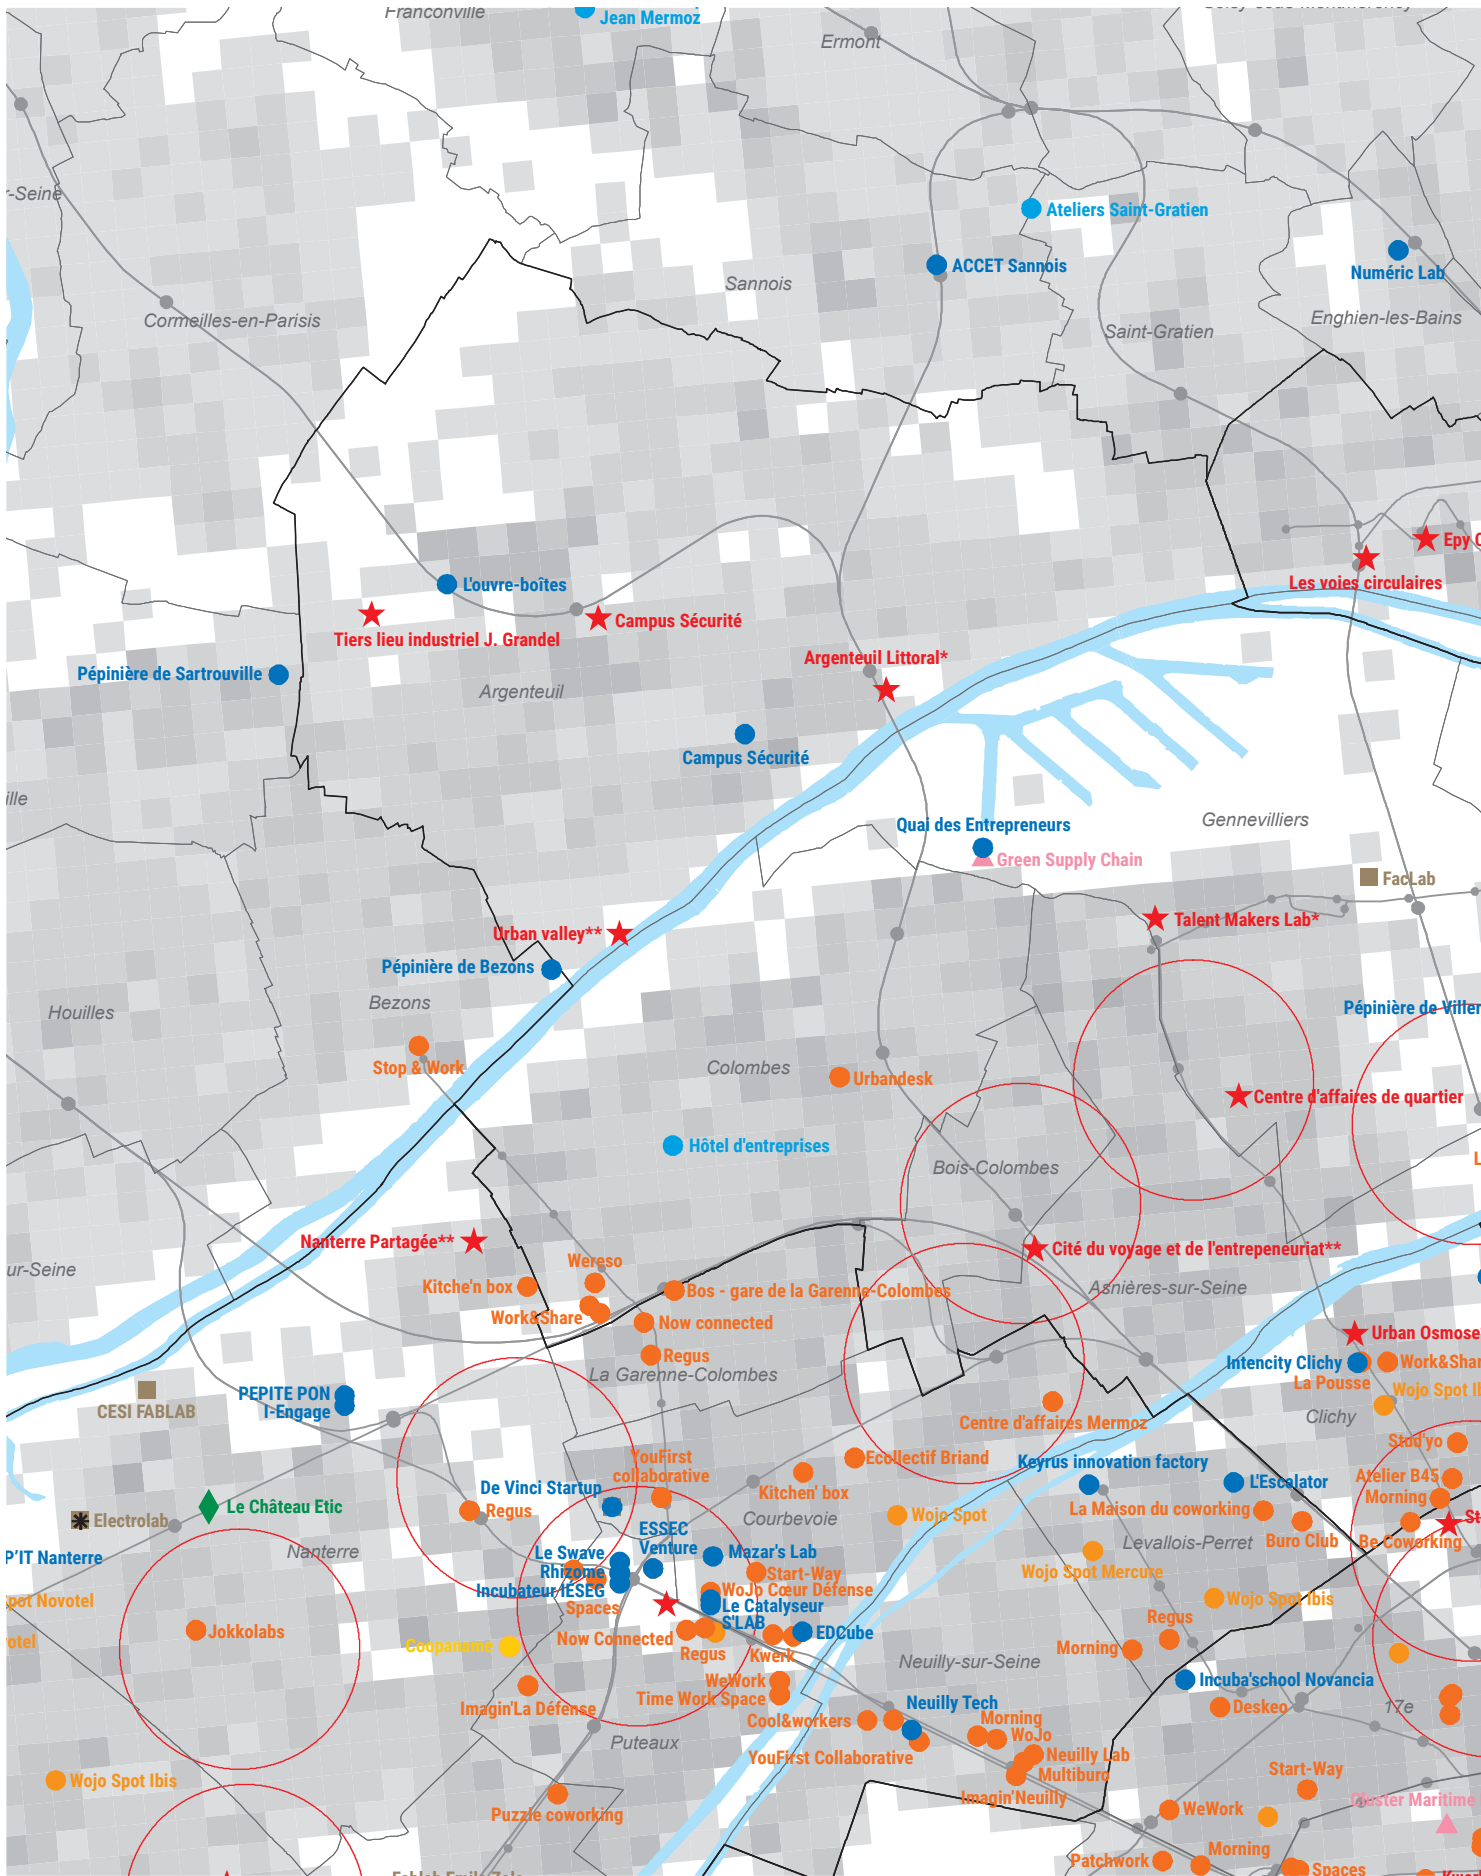 Franconville
Jean Mermoz
Ermont
r-Seine
Ateliers Saint-Gratien
ACCET Sannois
Sannois
Numéric Lab
Cormeilles-en-Parisis
Enghien-les-Bains
Saint-Gratien
Epy
Les voies circulaires
L'ouvre-boîtes
Tiers lieu industriel J. Grandel
Campus Sécurité
Argenteuil Littoral*
Pépinière de Sartrouville
Argenteuil
Campus Sécurité
ille
Gennevilliers
Quai des Entrepreneurs
Green Supply Chain
FacLab
Talent Makers Lab*
Urban valley**
Pépinière de Bezons
Bezons
Houilles
Pépinière de Viller
Stop & Work
Colombes
Urbandesk
Centre d'affaires de quartier
Hôtel d'entreprises
L
Bois-Colombes
Nanterre Partagée**
Cité du voyage et de l'entrepeneuriat**
ur-Seine
Wereso
Kitche'n box
Bos - gare de la Garenne-Colombes
Asnières-sur-Seine
Work&Share
Now connected
Urban Osmose
Regus
Intencity Clichy
Work&Shar
La Garenne-Colombes
La Pousse
Wojo Spot Ib
PEPITE PON
I-Engage
CESI FABLAB
Centre d'affaires Mermoz
Clichy
Stud'yo
YouFirst
collaborative
Ecollectif Briand
Keyrus innovation factory
Atelier B45
De Vinci Startup
Kitchen' box
L'Escalator
Morning
Le Château Etic
Regus
La Maison du coworking
Electrolab
Courbevoie
Wojo Spot
St
ESSEC
Venture
Buro Club
Be Coworking
P'IT Nanterre
Nanterre
Le Swave
Mazar's Lab
Levallois-Perret
Rhizome
Start-Way
Wojo Spot Mercure
Incubateur IÉSEG
WoJo Cœur Défense
pot Novotel
Spaces
Le Catalyseur
Wojo Spot Ibis
S'LAB
Regus
Jokkolabs
EDCube
otel
Coopaname
Now Connected
Regus
Kwerk
Morning
Neuilly-sur-Seine
WeWork
Incuba'school Novancia
Time Work Space
Imagin'La Défense
Neuilly Tech
Deskeo
17e
Cool&workers
Morning
WoJo
Puteaux
YouFirst Collaborative
Neuilly Lab
Multiburo
Wojo Spot Ibis
Start-Way
Imagin'Neuilly
Puzzle coworking
WeWork
Cluster Maritime
Morning
Patchwork
Spaces